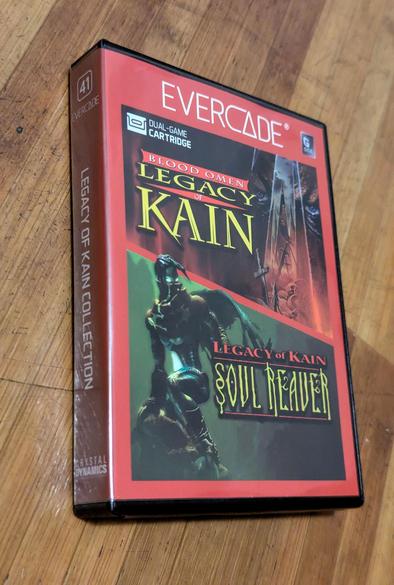 41
EVERCADE
LEGACY OF KAIN COLLECTION
CRYSTAL
DYNAMICS
EVERCADE®
DUAL-GAME
CARTRIDGE
BLOOD OMEN
LEGACY
OF
KAIN
LEGACY OF KAIN
SOUL REAVER